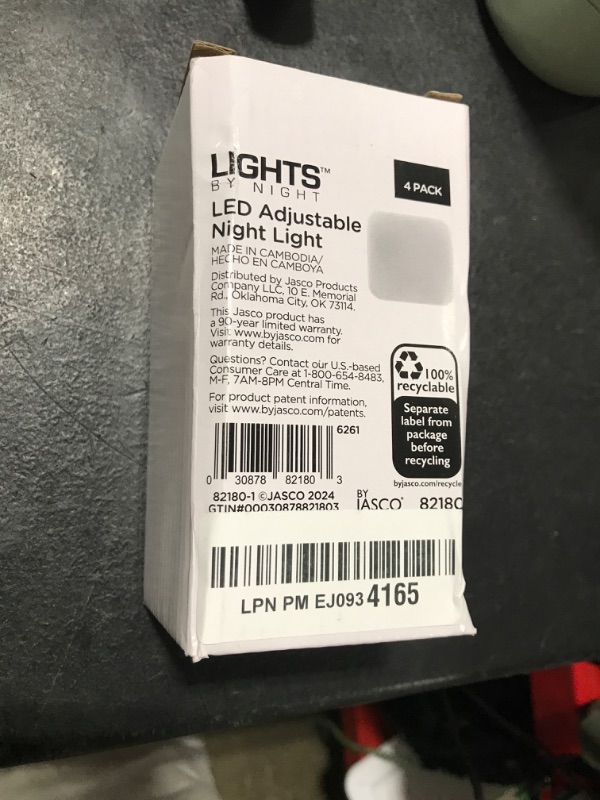 LIGHTS™
BY NIGHT
4 PACK
LED Adjustable
Night Light
MADE IN CAMBODIA/
HECHO EN CAMBOYA
Distributed by Jasco Products
Company LLC, 10 E. Memorial
Rd., Oklahoma City, OK 73114.
This Jasco product has
a 90-year limited warranty.
Visit www.byjasco.com for
warranty details.
Questions? Contact our U.S.-based
Consumer Care at 1-800-654-8483,
M-F, 7AM-8PM Central Time.
For product patent information,
visit www.byjasco.com/patents.
100%
recyclable
Separate
label from
package
before
recycling
byjasco.com/recycle
6261
0 30878 82180 3
82180-1 ©JASCO 2024
GTIN#00030878821803
BY
JASCO®
82180
LPN PM EJ0934165